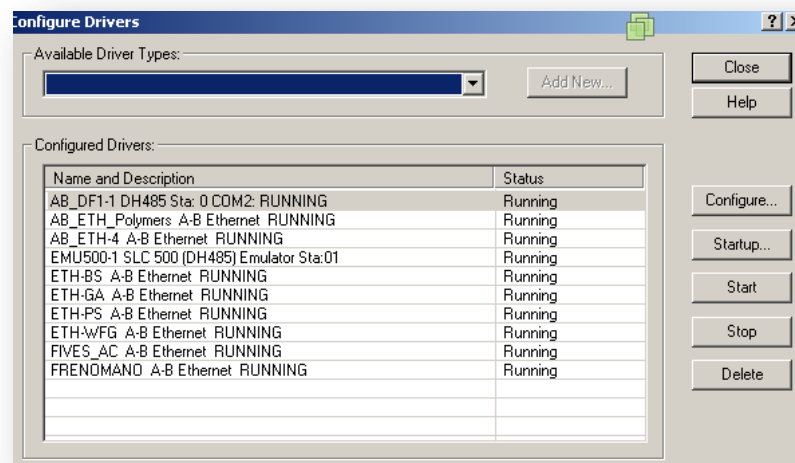 Configure Drivers
Available Driver Types:
Add New...
Close
Help
Configured Drivers:
Name and Description Status
AB_DF1-1 DH485 Sta: 0 COM2: RUNNING Running
AB_ETH_Polymers A-B Ethernet RUNNING Running
AB_ETH-4 A-B Ethernet RUNNING Running
EMU500-1 SLC 500 (DH485) Emulator Sta:01 Running
ETH-BS A-B Ethernet RUNNING Running
ETH-GA A-B Ethernet RUNNING Running
ETH-PS A-B Ethernet RUNNING Running
ETH-WFG A-B Ethernet RUNNING Running
FIVES_AC A-B Ethernet RUNNING Running
FRENOMANO A-B Ethernet RUNNING Running
Configure...
Startup...
Start
Stop
Delete